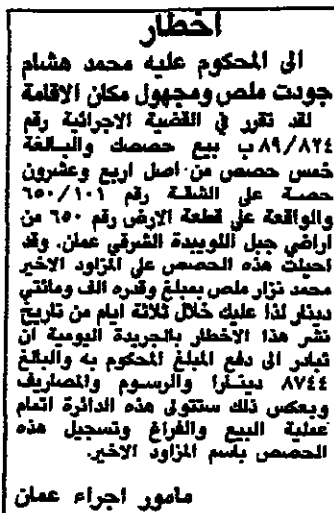 اخطار
الى المحكوم عليه محمد هشام
جودت ملص ومجهول مكان الاقامة
لقد تقرر في القضية الاجرائية رقم
٨٩/٨٢٤ ب بيع حصصك والبالغة
خمس حصص من اصل اربع وعشرون
حصة على الشقة رقم ٦٥٠/١٠١
والواقعة على قطعة الارض رقم ٦٥٠ من
اراضي جبل اللويبدة الشرقي عمان. وقد
احيلت هذه الحصص على المزاود الاخير
محمد نزار ملص بمبلغ وقدره الف ومائتي
دينار لذا عليك خلال ثلاثة ايام من تاريخ
نشر هذا الاخطار بالجريدة اليومية ان
تبادر الى دفع المبلغ المحكوم به والبالغ
٨٧٤٤ دينارا والرسوم والمصاريف
وبعكس ذلك ستتولى هذه الدائرة اتمام
عملية البيع والفراغ وتسجيل هذه
الحصص باسم المزاود الاخير.
مامور اجراء عمان